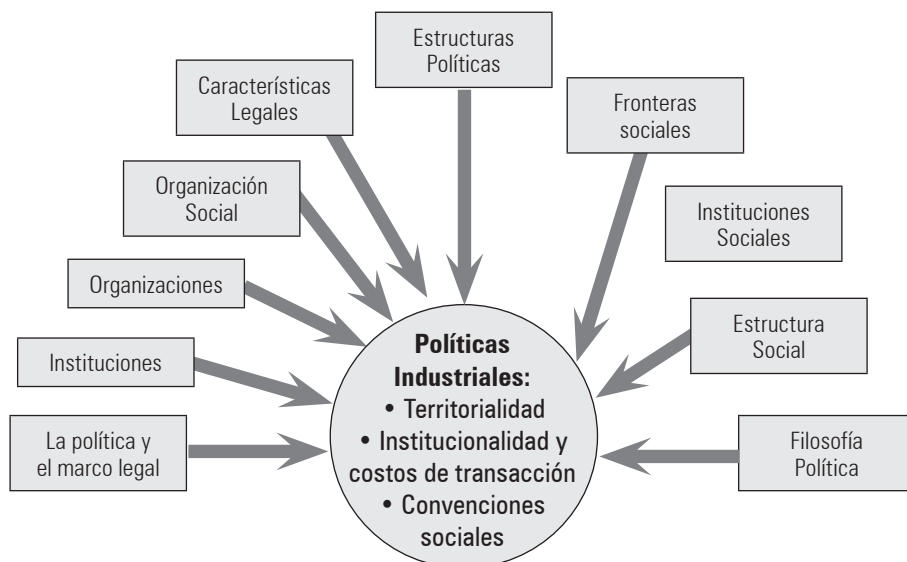 Estructuras
Políticas
Características
Legales
Fronteras
sociales
Organización
Social
Instituciones
Sociales
Organizaciones
Estructura
Social
Instituciones
La política y
el marco legal
Filosofía
Política
Políticas
Industriales:
• Territorialidad
• Institucionalidad y
costos de transacción
• Convenciones
sociales